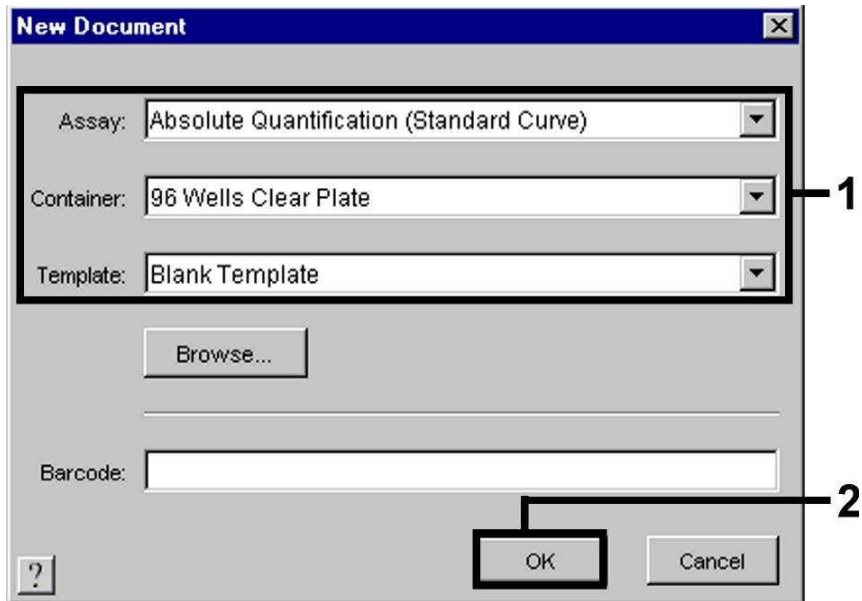 New Document
Assay: Absolute Quantification (Standard Curve)
Container: 96 Wells Clear Plate
1
Template: Blank Template
Browse...
Barcode:
2
OK Cancel
?